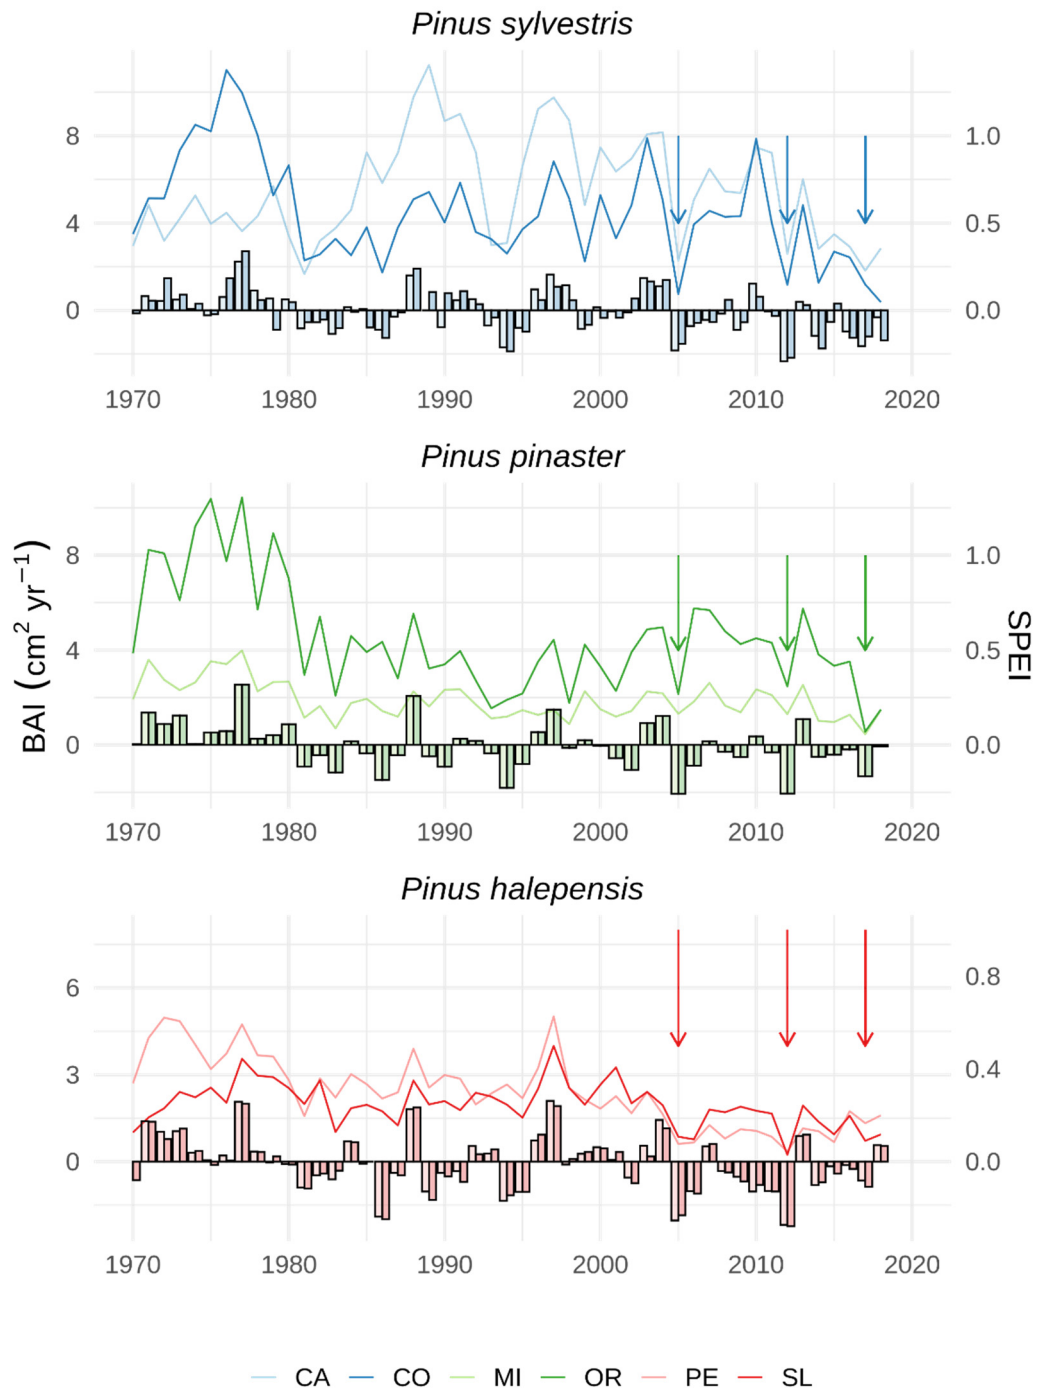 Pinus sylvestris
8 1.0
4 0.5
0 0.0
1970 1980 1990 2000 2010 2020
Pinus pinaster
BAI (cm² yr⁻¹)
SPEI
8 1.0
4 0.5
0 0.0
1970 1980 1990 2000 2010 2020
Pinus halepensis
6 0.8
3 0.4
0 0.0
1970 1980 1990 2000 2010 2020
CA CO MI OR PE SL